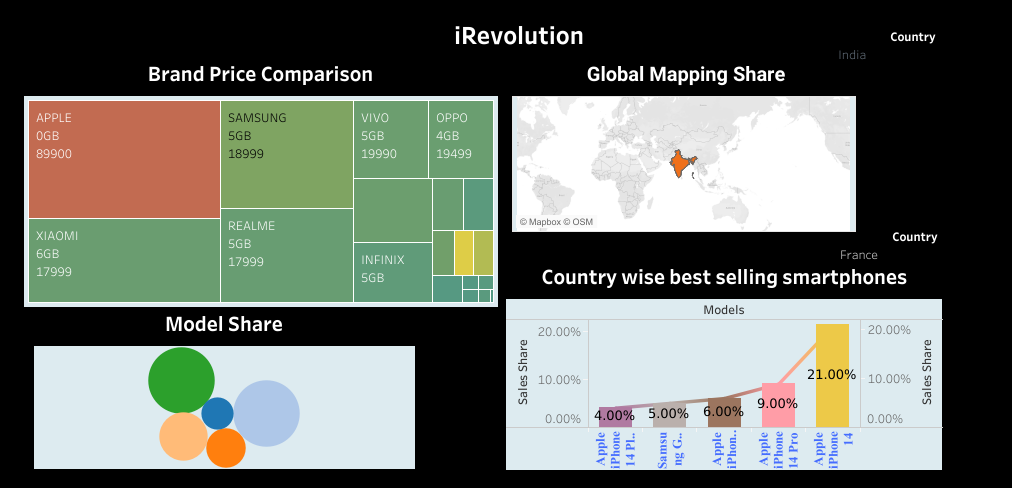 iRevolution
Country
India
Brand Price Comparison
Global Mapping Share
APPLE
0GB
89900
SAMSUNG
5GB
18999
VIVO
5GB
19990
OPPO
4GB
19499
XIAOMI
6GB
17999
REALME
5GB
17999
INFINIX
5GB
© Mapbox © OSM
Country
France
Country wise best selling smartphones
Model Share
Models
Sales Share
20.00%
10.00%
0.00%
4.00%
5.00%
6.00%
9.00%
21.00%
20.00%
10.00%
0.00%
Sales Share
Apple
iPhone
14 Pl..
Samsu
ng G..
Apple
iPhon..
Apple
iPhone
14 Pro
Apple
iPhone
14